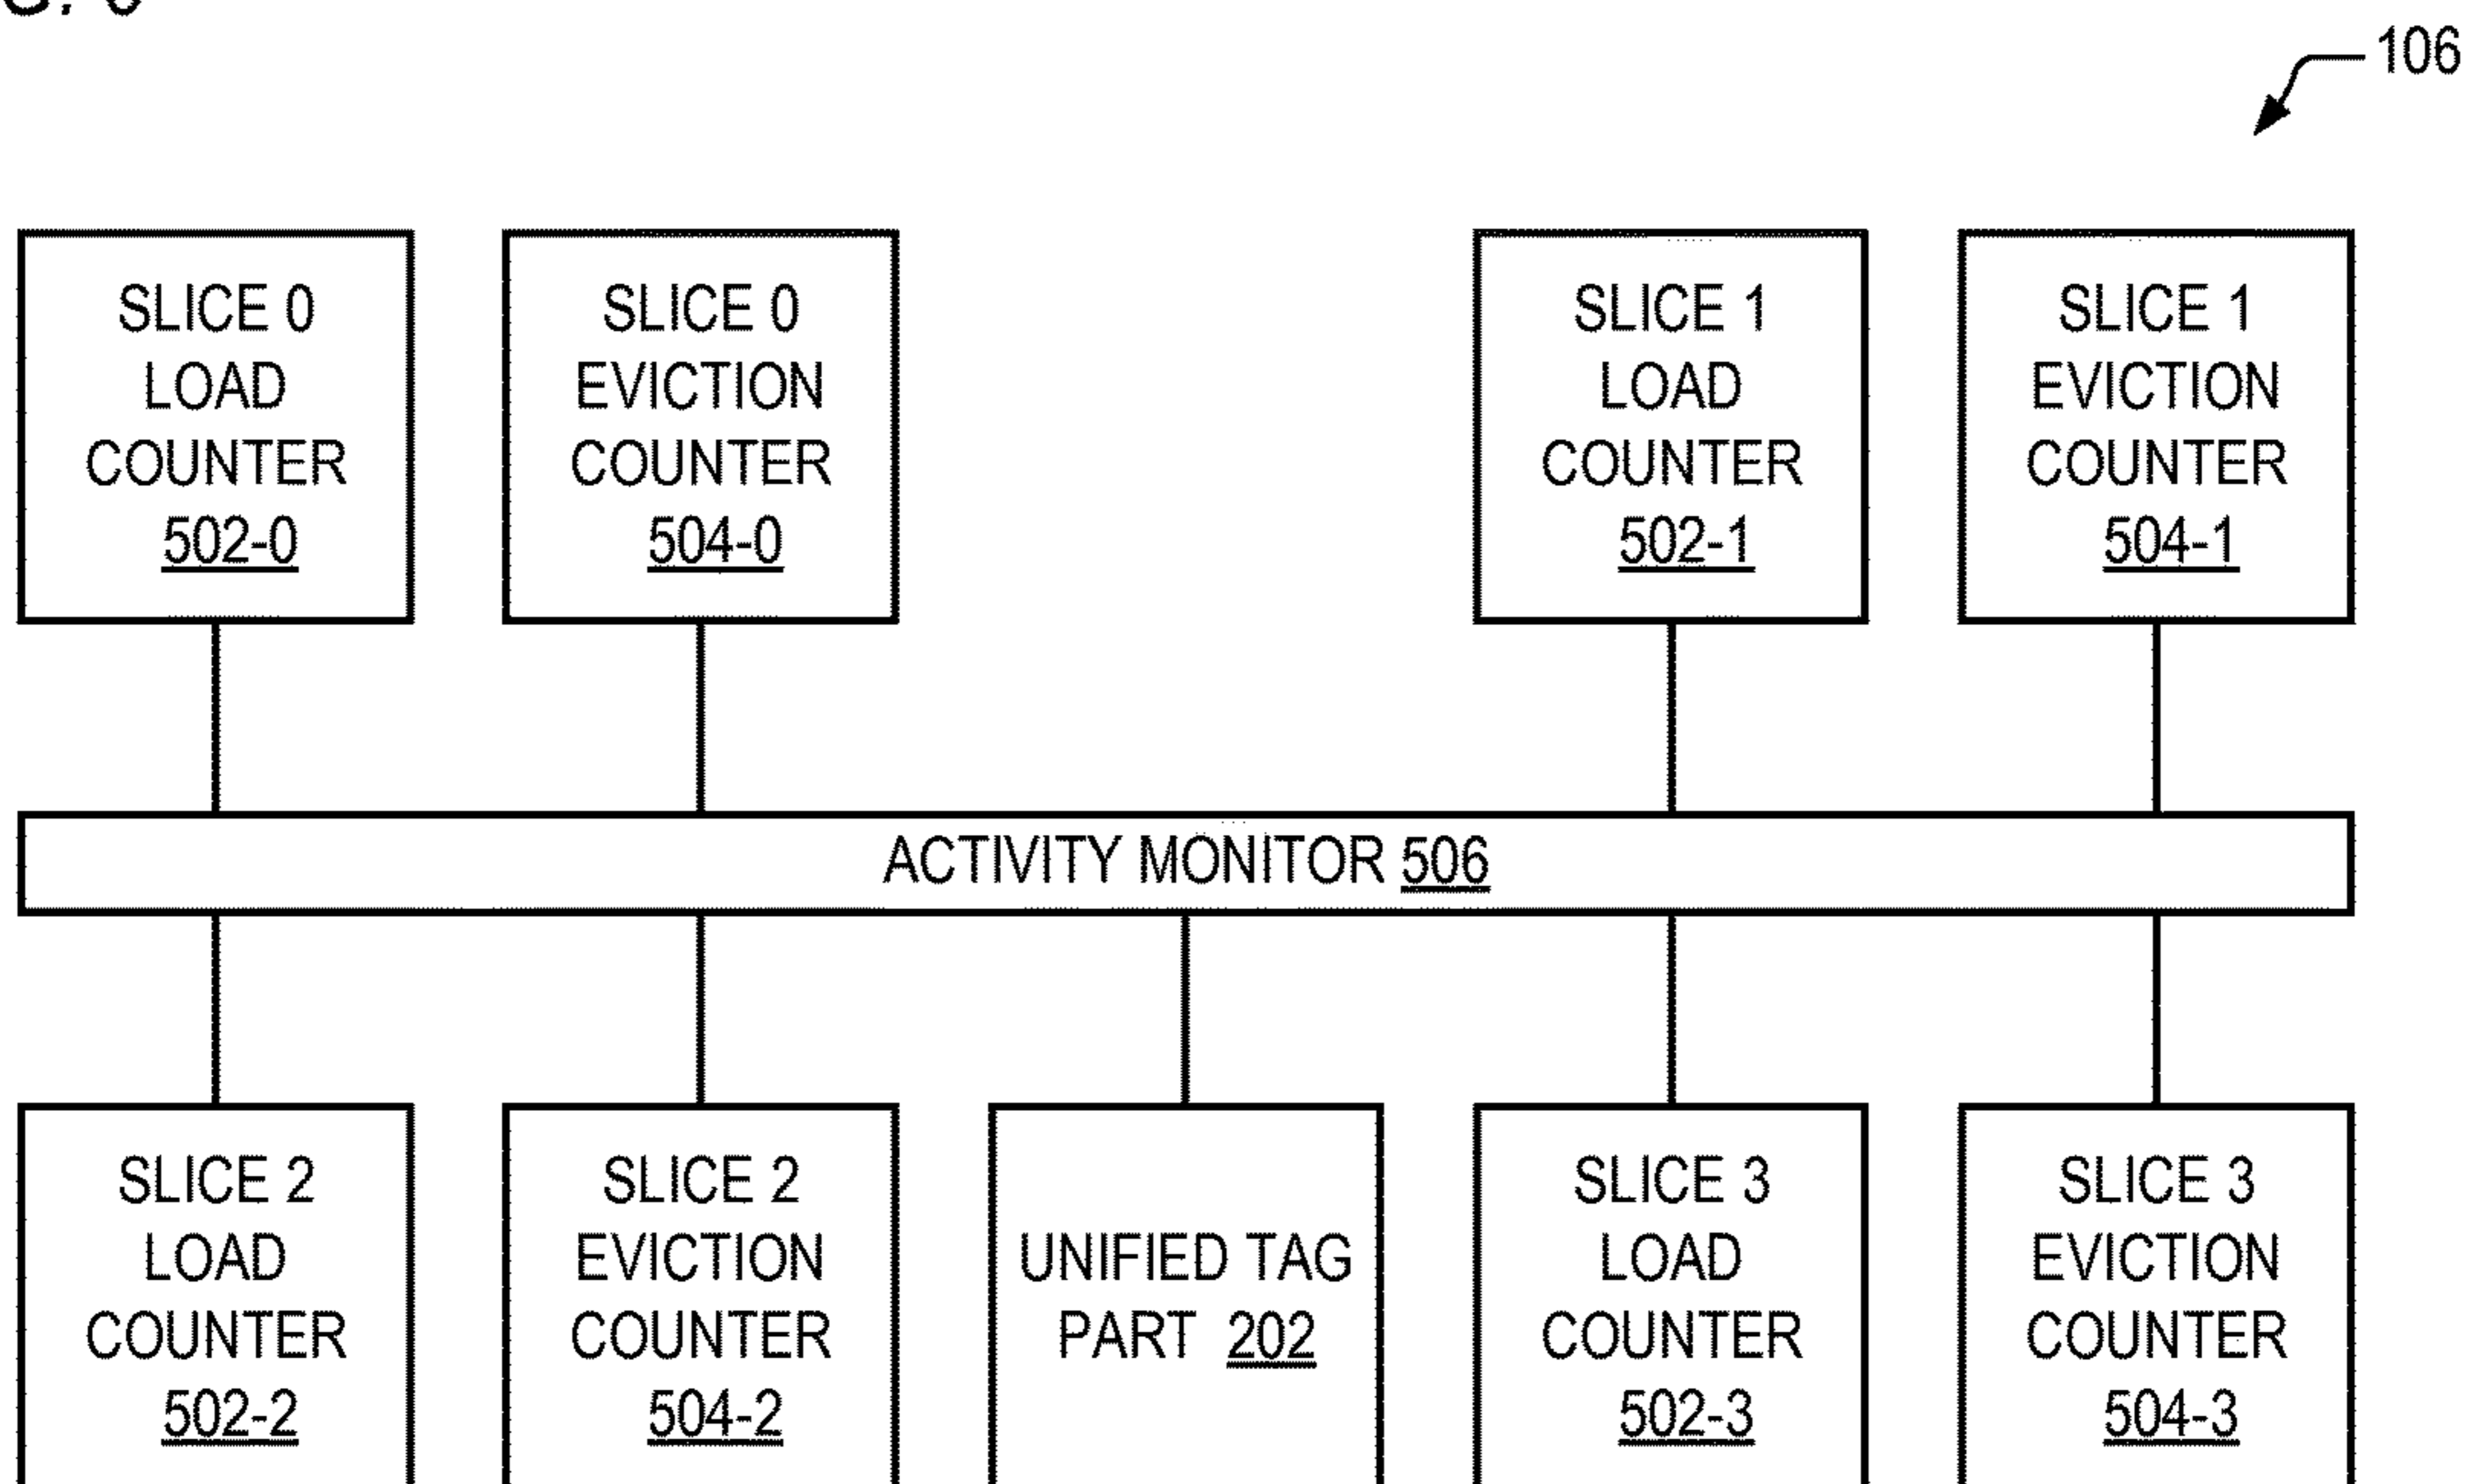 106
SLICE 0
LOAD
COUNTER
502-0
SLICE 0
EVICTION
COUNTER
504-0
SLICE 1
LOAD
COUNTER
502-1
SLICE 1
EVICTION
COUNTER
504-1
ACTIVITY MONITOR 506
SLICE 2
LOAD
COUNTER
502-2
SLICE 2
EVICTION
COUNTER
504-2
UNIFIED TAG
PART 202
SLICE 3
LOAD
COUNTER
502-3
SLICE 3
EVICTION
COUNTER
504-3